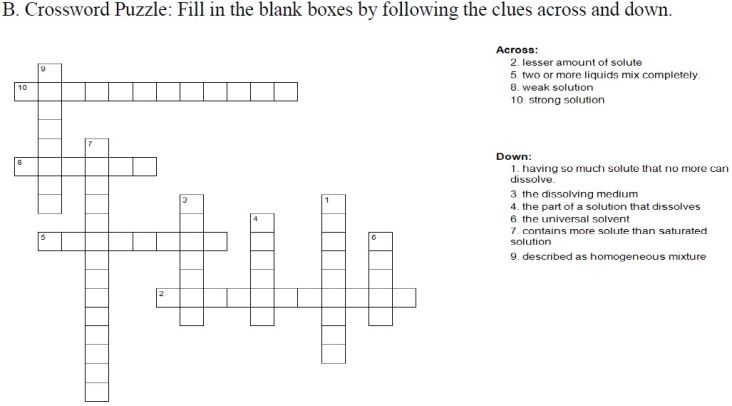 B. Crossword Puzzle: Fill in the blank boxes by following the clues across and down.
9
10
7
8
3
1
4
5
6
2
Across:
2. lesser amount of solute
5. two or more liquids mix completely.
8. weak solution
10. strong solution
Down:
1. having so much solute that no more can
dissolve.
3. the dissolving medium
4. the part of a solution that dissolves
6. the universal solvent
7. contains more solute than saturated
solution
9. described as homogeneous mixture